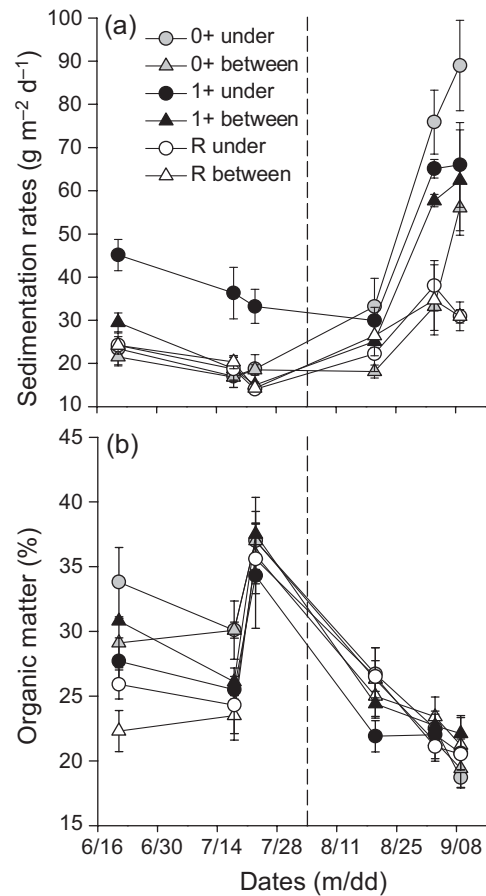 (a)
0+ under
0+ between
1+ under
1+ between
R under
R between
Sedimentation rates (g m⁻² d⁻¹)
100
90
80
70
60
50
40
30
20
10
(b)
Organic matter (%)
45
40
35
30
25
20
15
6/16 6/30 7/14 7/28 8/11 8/25 9/08
Dates (m/dd)